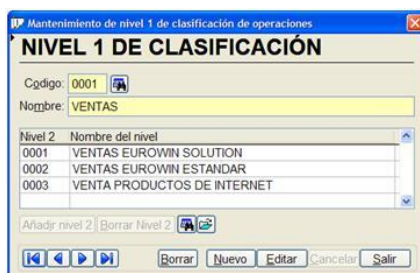 Mantenimiento de nivel 1 de clasificación de operaciones
NIVEL 1 DE CLASIFICACIÓN
Codigo: 0001
Nombre: VENTAS
Nivel 2 Nombre del nivel
0001 VENTAS EUROWIN SOLUTION
0002 VENTAS EUROWIN ESTANDAR
0003 VENTA PRODUCTOS DE INTERNET
Añadir nivel 2 Borrar Nivel 2
Borrar Nuevo Editar Cancelar Salir